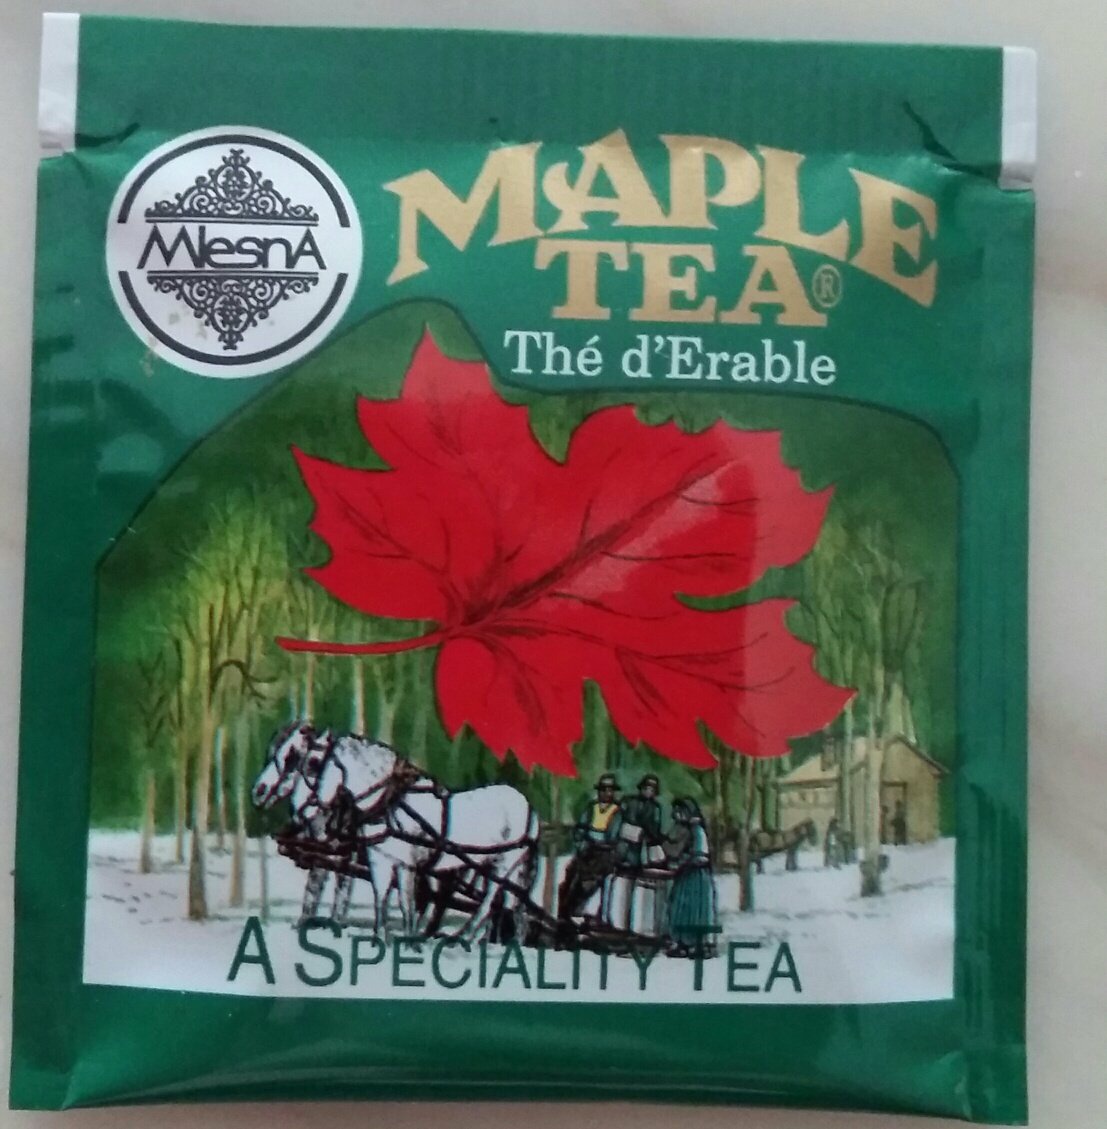 MlesnA
MAPLE
TEA®
Thé d'Erable
A SPECIALITY TEA